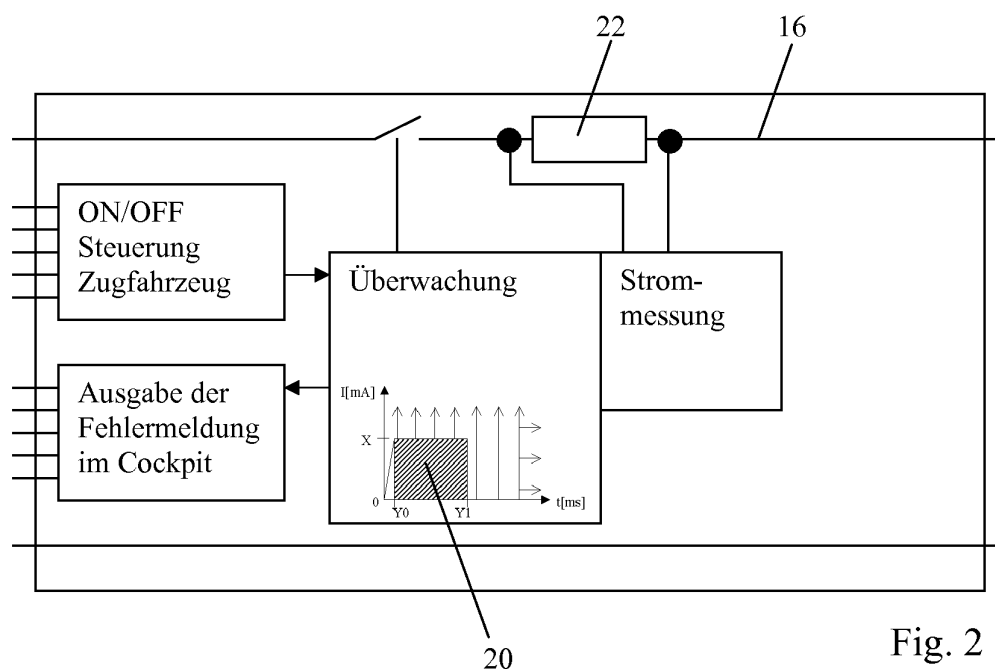 22
16
ON/OFF
Steuerung
Zugfahrzeug
Überwachung
Strom-
messung
Ausgabe der
Fehlermeldung
im Cockpit
I[mA]
X
0
Y0
Y1
t[ms]
20
Fig. 2